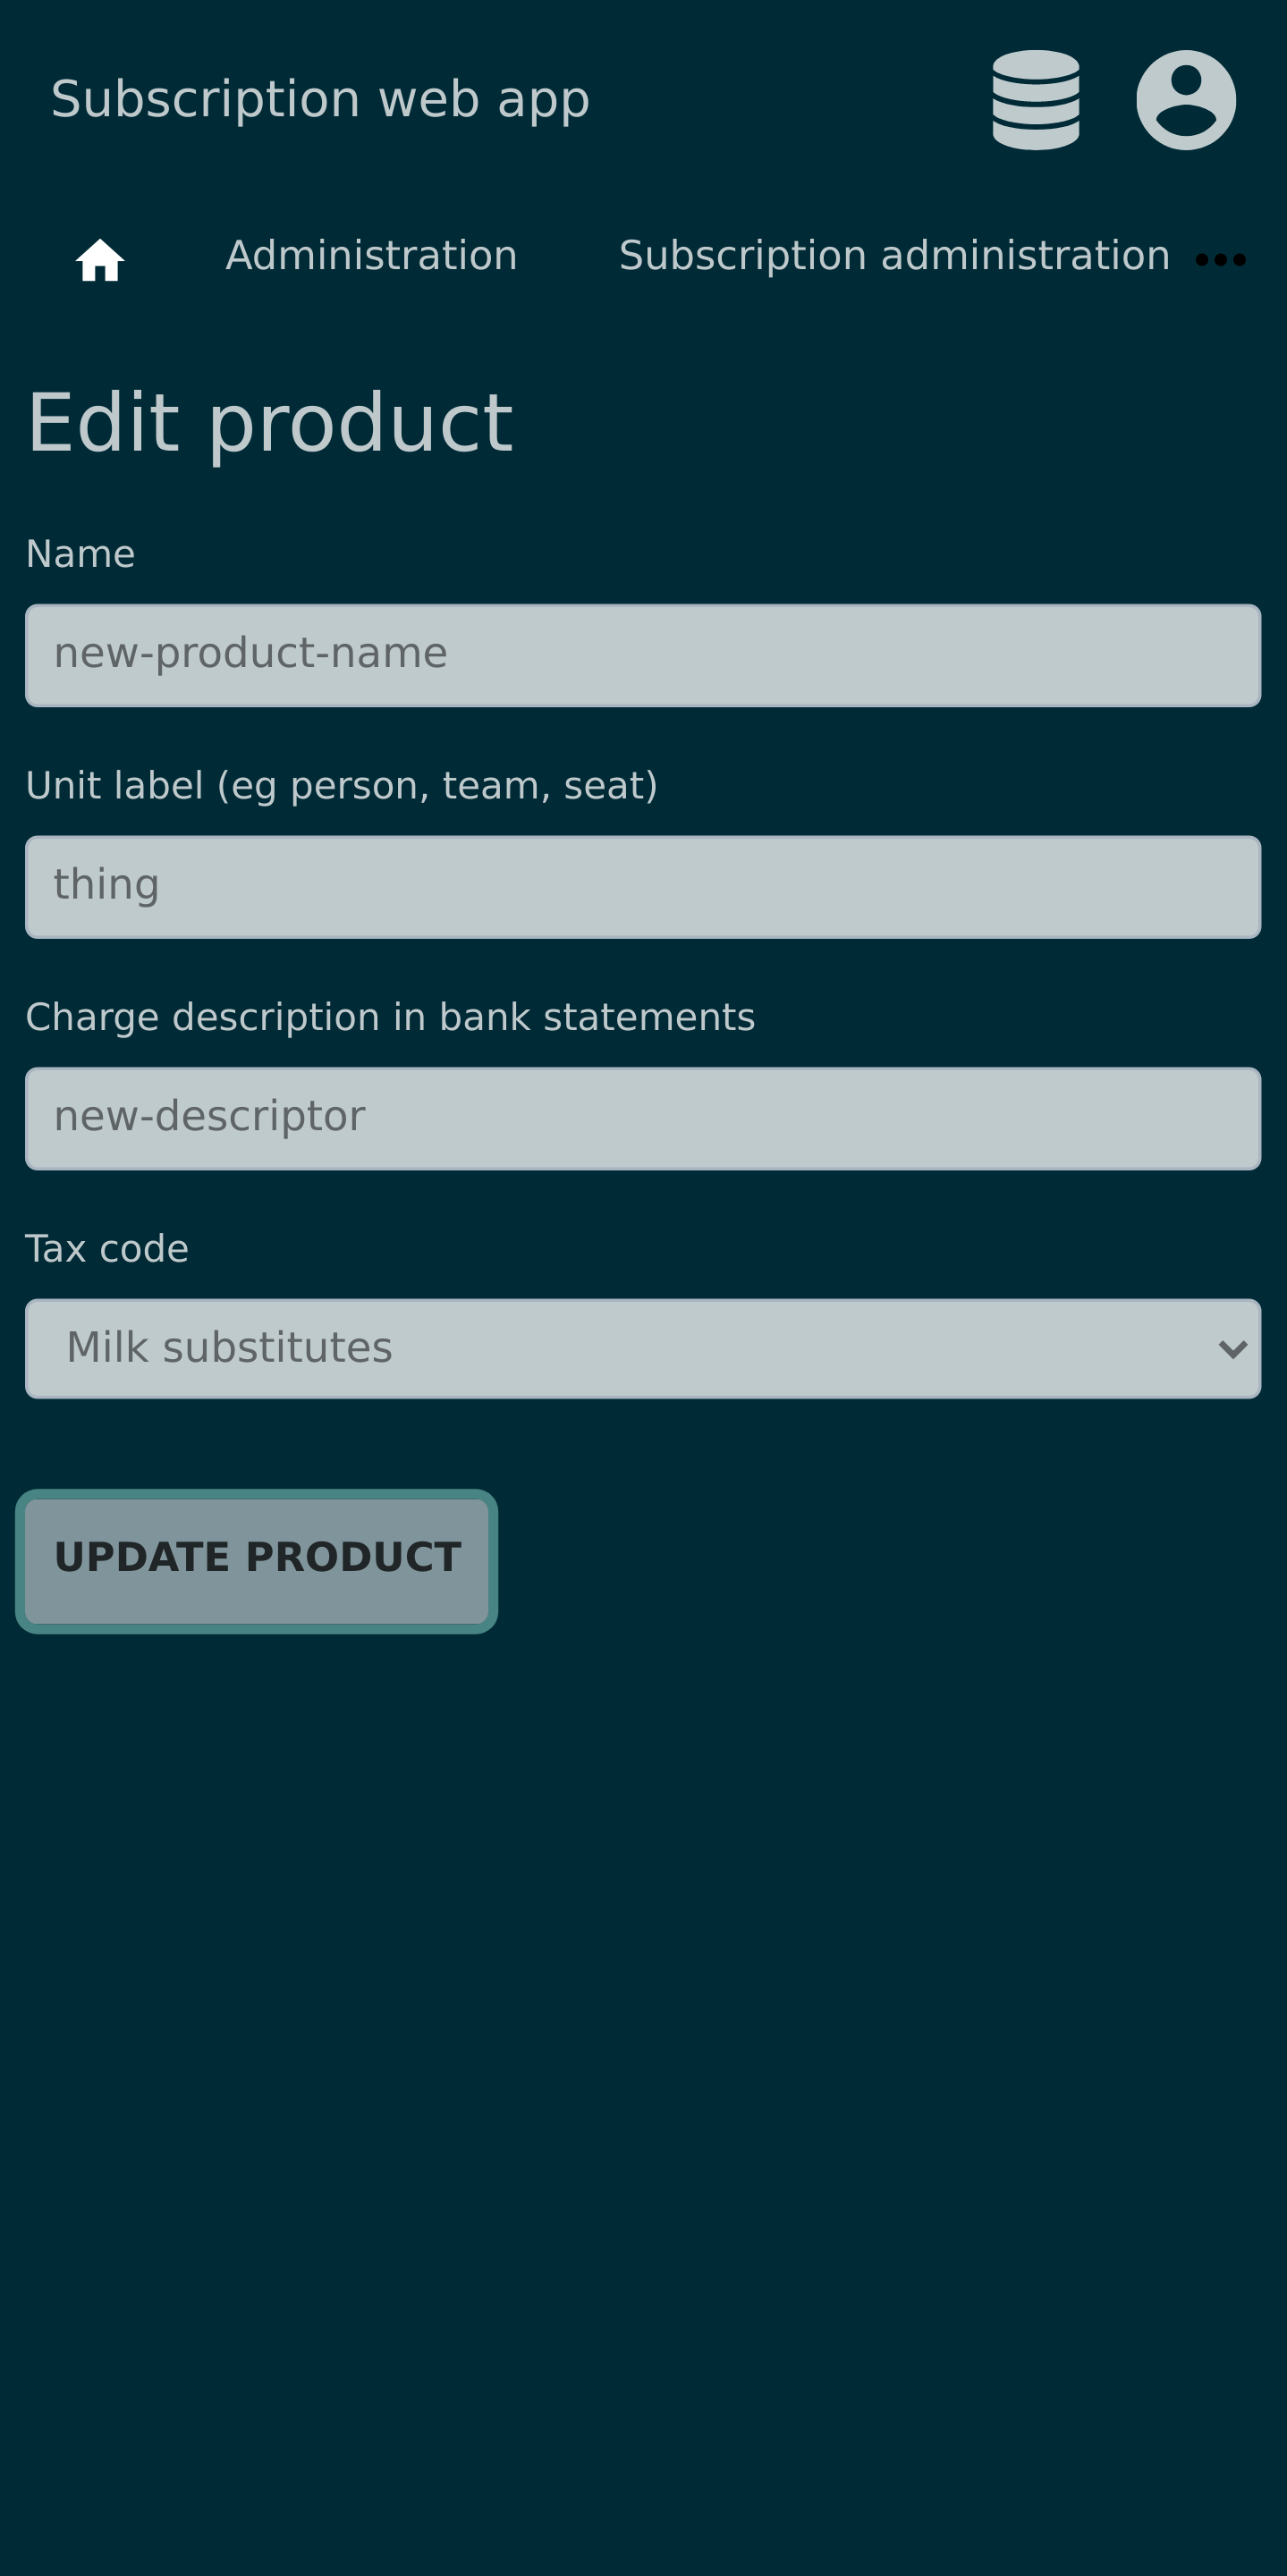 Subscription web app
Administration Subscription administration
Edit product
Name
new-product-name
Unit label (eg person, team, seat)
thing
Charge description in bank statements
new-descriptor
Tax code
Milk substitutes
UPDATE PRODUCT